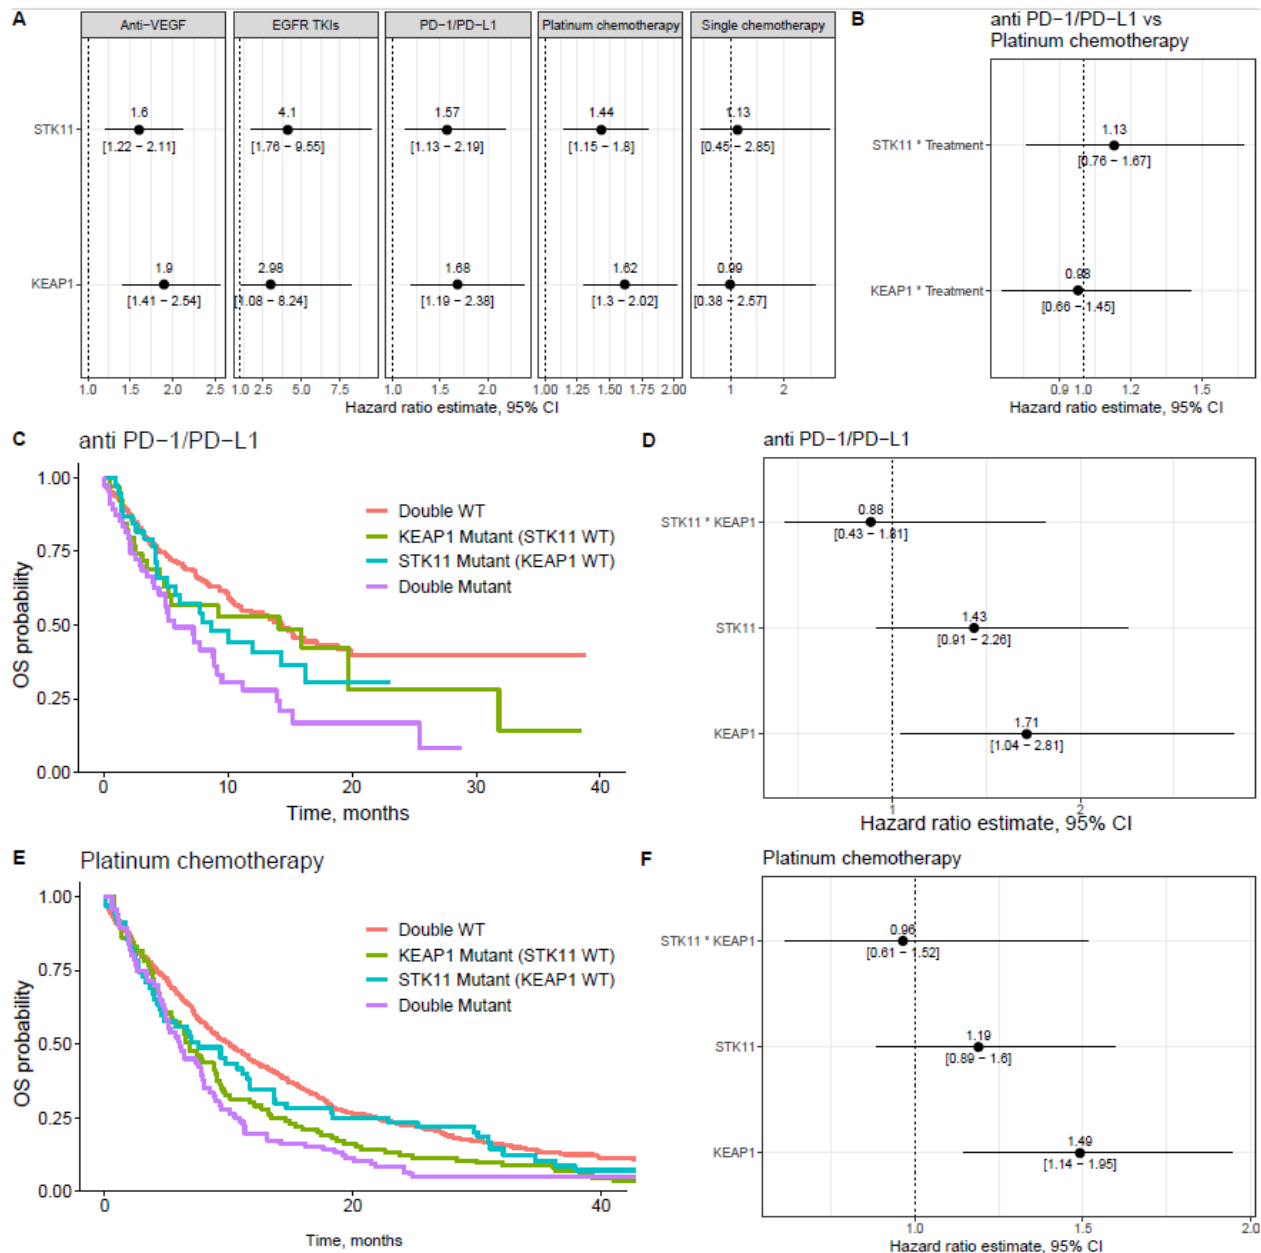 A
Anti−VEGF EGFR TKIs PD−1/PD−L1 Platinum chemotherapy Single chemotherapy
STK11 1.6 4.1 1.57 1.44 1.13
[1.22 − 2.11] [1.76 − 9.55] [1.13 − 2.19] [1.15 − 1.8] [0.45 − 2.85]
KEAP1 1.9 2.98 1.68 1.62 0.99
[1.41 − 2.54] [1.08 − 8.24] [1.19 − 2.38] [1.3 − 2.02] [0.38 − 2.57]
1.0 1.5 2.0 2.5 1.0 2.5 5.0 7.5 1.0 1.5 2.0 1.00 1.25 1.50 1.75 2.00 1 2
Hazard ratio estimate, 95% CI
B
anti PD−1/PD−L1 vs
Platinum chemotherapy
STK11 * Treatment 1.13
[0.76 − 1.67]
KEAP1 * Treatment 0.98
[0.66 − 1.45]
0.9 1.0 1.2 1.5
Hazard ratio estimate, 95% CI
C
anti PD−1/PD−L1
OS probability
1.00
0.75
0.50
0.25
0.00
Double WT
KEAP1 Mutant (STK11 WT)
STK11 Mutant (KEAP1 WT)
Double Mutant
0 10 20 30 40
Time, months
D
anti PD−1/PD−L1
STK11 * KEAP1 0.88
[0.43 − 1.81]
STK11 1.43
[0.91 − 2.26]
KEAP1 1.71
[1.04 − 2.81]
1 2
Hazard ratio estimate, 95% CI
E
Platinum chemotherapy
OS probability
1.00
0.75
0.50
0.25
0.00
Double WT
KEAP1 Mutant (STK11 WT)
STK11 Mutant (KEAP1 WT)
Double Mutant
0 20 40
Time, months
F
Platinum chemotherapy
STK11 * KEAP1 0.96
[0.61 − 1.52]
STK11 1.19
[0.89 − 1.6]
KEAP1 1.49
[1.14 − 1.95]
1.0 1.5 2.0
Hazard ratio estimate, 95% CI